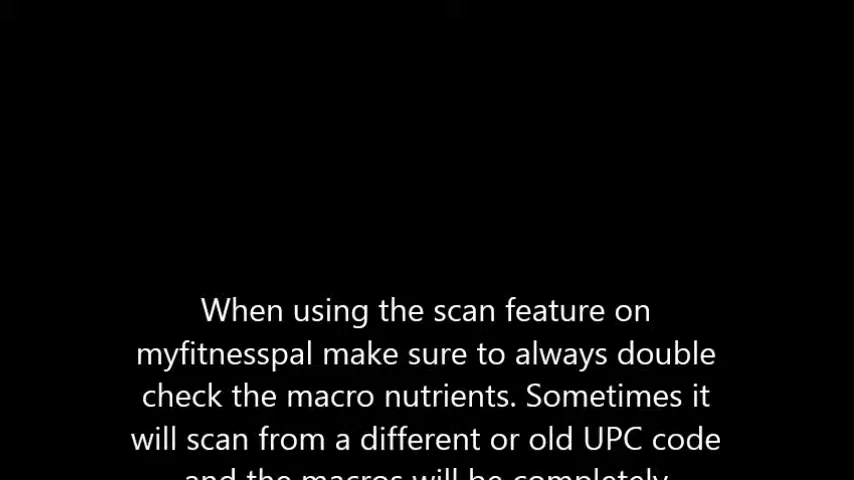 When using the scan feature on
myfitnesspal make sure to always double
check the macro nutrients. Sometimes it
will scan from a different or old UPC code
and the macros will be completely